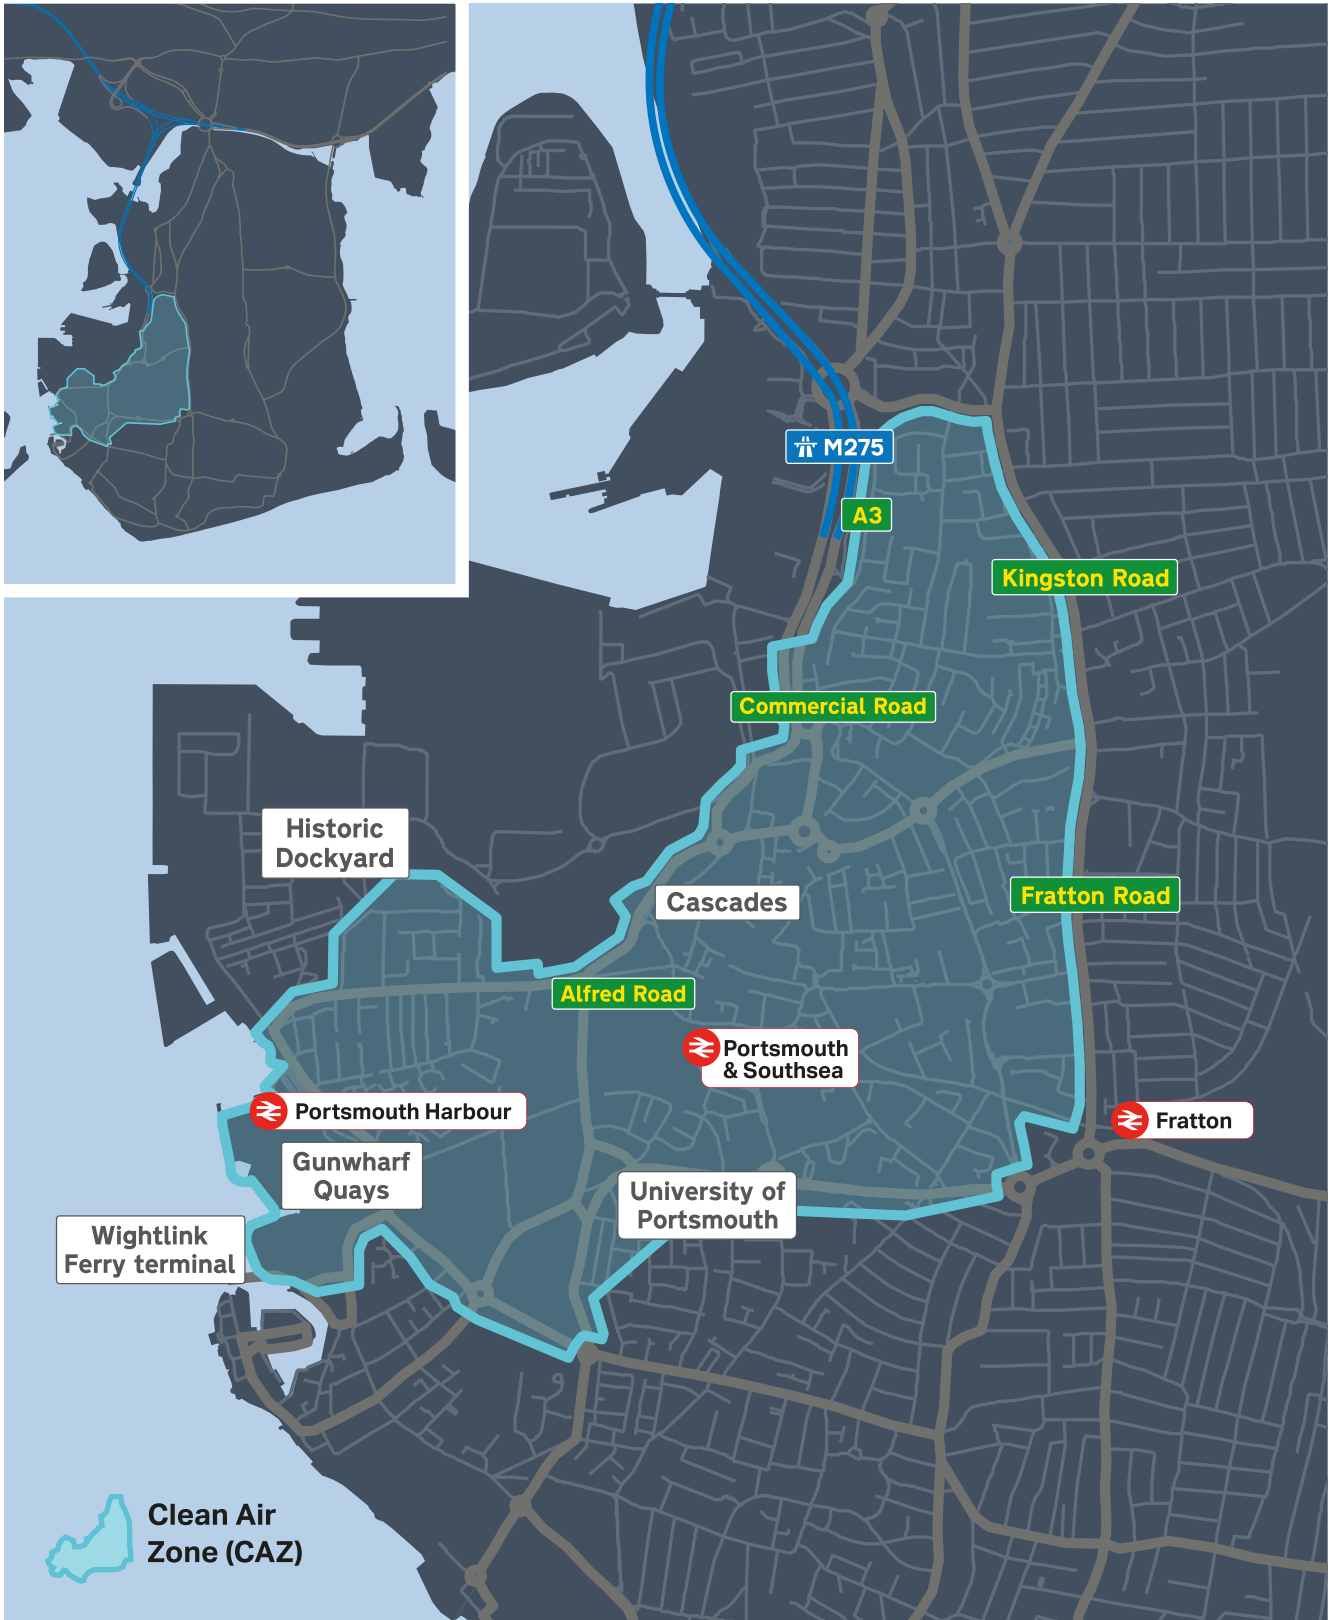 M275
A3
Kingston Road
Commercial Road
Historic
Dockyard
Cascades
Fratton Road
Alfred Road
Portsmouth
& Southsea
Portsmouth Harbour
Fratton
Gunwharf
Quays
University of
Portsmouth
Wightlink
Ferry terminal
Clean Air
Zone (CAZ)